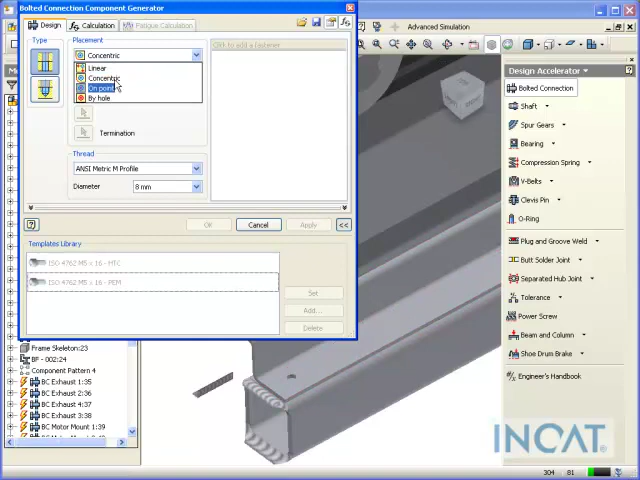 Bolted Connection Component Generator
Design
Calculation
Fatigue Calculation
Advanced Simulation
Type
Placement
Click to add a fastener
Concentric
Linear
Concentric
On point
By hole
Termination
Thread
ANSI Metric M Profile
Diameter
8 mm
OK
Cancel
Apply
<<
Templates Library
ISO 4762 M5 x 16 - HTC
ISO 4762 M5 x 16 - PEM
Set
Add...
Delete
Frame Skeleton:23
BF - 002:24
Component Pattern 4
BC Exhaust 1:35
BC Exhaust 2:36
BC Exhaust 4:37
BC Exhaust 3:38
BC Motor Mount 1:39
Design Accelerator
Bolted Connection
Shaft
Spur Gears
Bearing
Compression Spring
V-Belts
Clevis Pin
O-Ring
Plug and Groove Weld
Butt Solder Joint
Separated Hub Joint
Tolerance
Power Screw
Beam and Column
Shoe Drum Brake
Engineer's Handbook
INCAT.
304
81